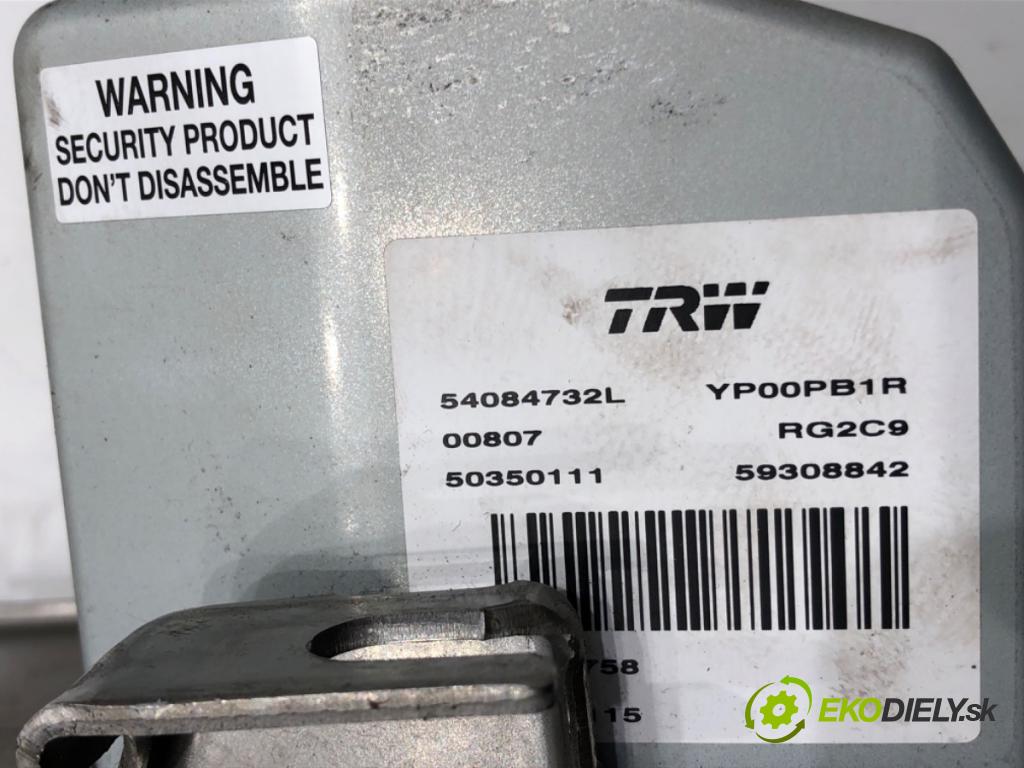 WARNING
SECURITY PRODUCT
DON'T DISASSEMBLE
TRW
54084732L YP00PB1R
00807 RG2C9
50350111 59308842
758
115
EKODIELY.sk